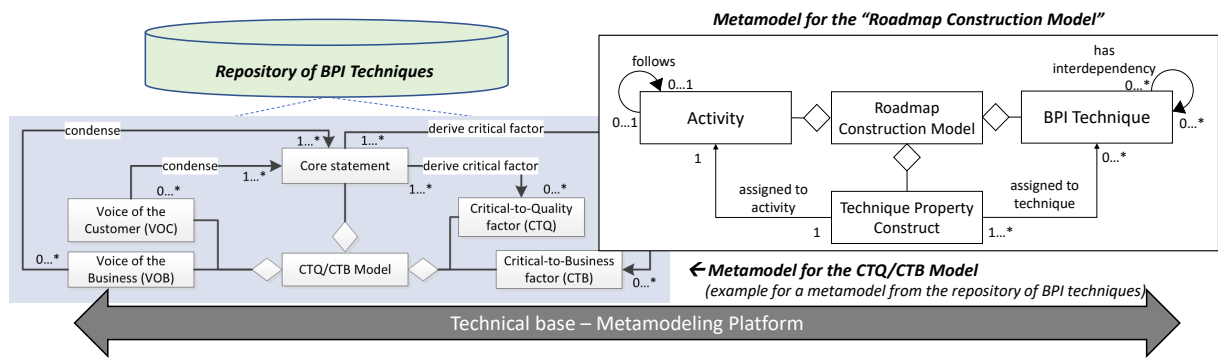 Metamodel for the “Roadmap Construction Model”
Repository of BPI Techniques
follows
0...1
0...1
Activity
Roadmap
Construction Model
has
interdependency
0...*
BPI Technique
0...*
1
assigned to
activity
1
Technique Property
Construct
assigned to
technique
0...*
1...*
condense
1...*
1...*
derive critical factor
condense
1...*
0...*
Core statement
derive critical factor
1...*
0...*
Voice of the
Customer (VOC)
Critical-to-Quality
factor (CTQ)
0...*
Voice of the
Business (VOB)
CTQ/CTB Model
Critical-to-Business
factor (CTB)
0...*
🡨 Metamodel for the CTQ/CTB Model
(example for a metamodel from the repository of BPI techniques)
Technical base – Metamodeling Platform